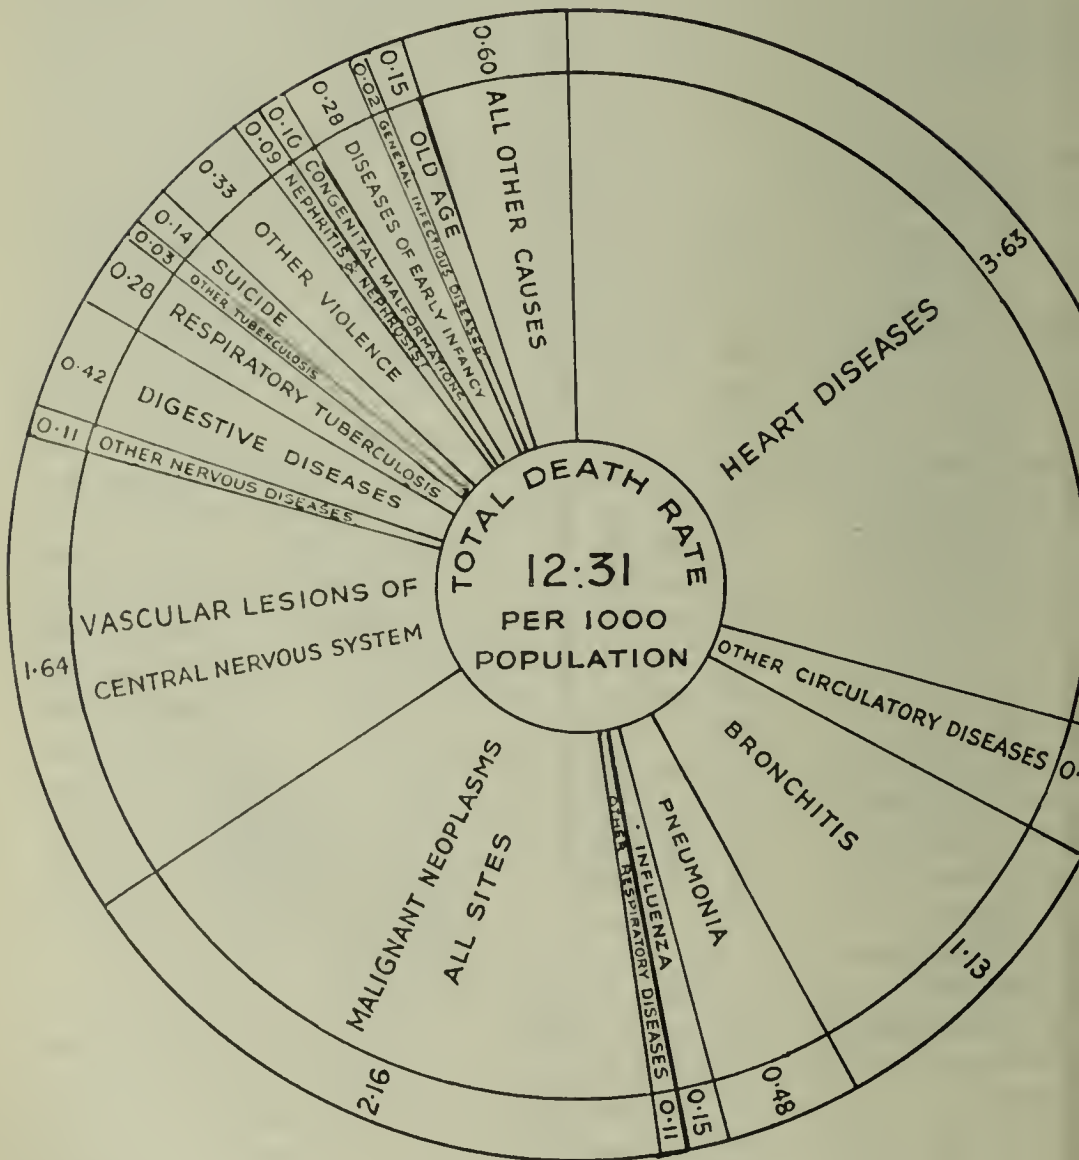 TOTAL DEATH RATE
12:31
PER 1000
POPULATION
3·63
HEART DISEASES
OTHER CIRCULATORY DISEASES
0·
BRONCHITIS
1·13
PNEUMONIA
0·48
INFLUENZA
0·15
OTHER RESPIRATORY DISEASES
0·11
MALIGNANT NEOPLASMS
ALL SITES
2·16
VASCULAR LESIONS OF
CENTRAL NERVOUS SYSTEM
1·64
OTHER NERVOUS DISEASES
0·11
DIGESTIVE DISEASES
0·42
RESPIRATORY TUBERCULOSIS
0·28
OTHER TUBERCULOSIS
0·03
SUICIDE
0·14
OTHER VIOLENCE
0·33
NEPHRITIS & NEPHROSIS
0·09
CONGENITAL MALFORMATIONS
0·10
DISEASES OF EARLY INFANCY
0·28
GENERAL INFECTIOUS DISEASES
0·02
OLD AGE
0·15
ALL OTHER CAUSES
0·60